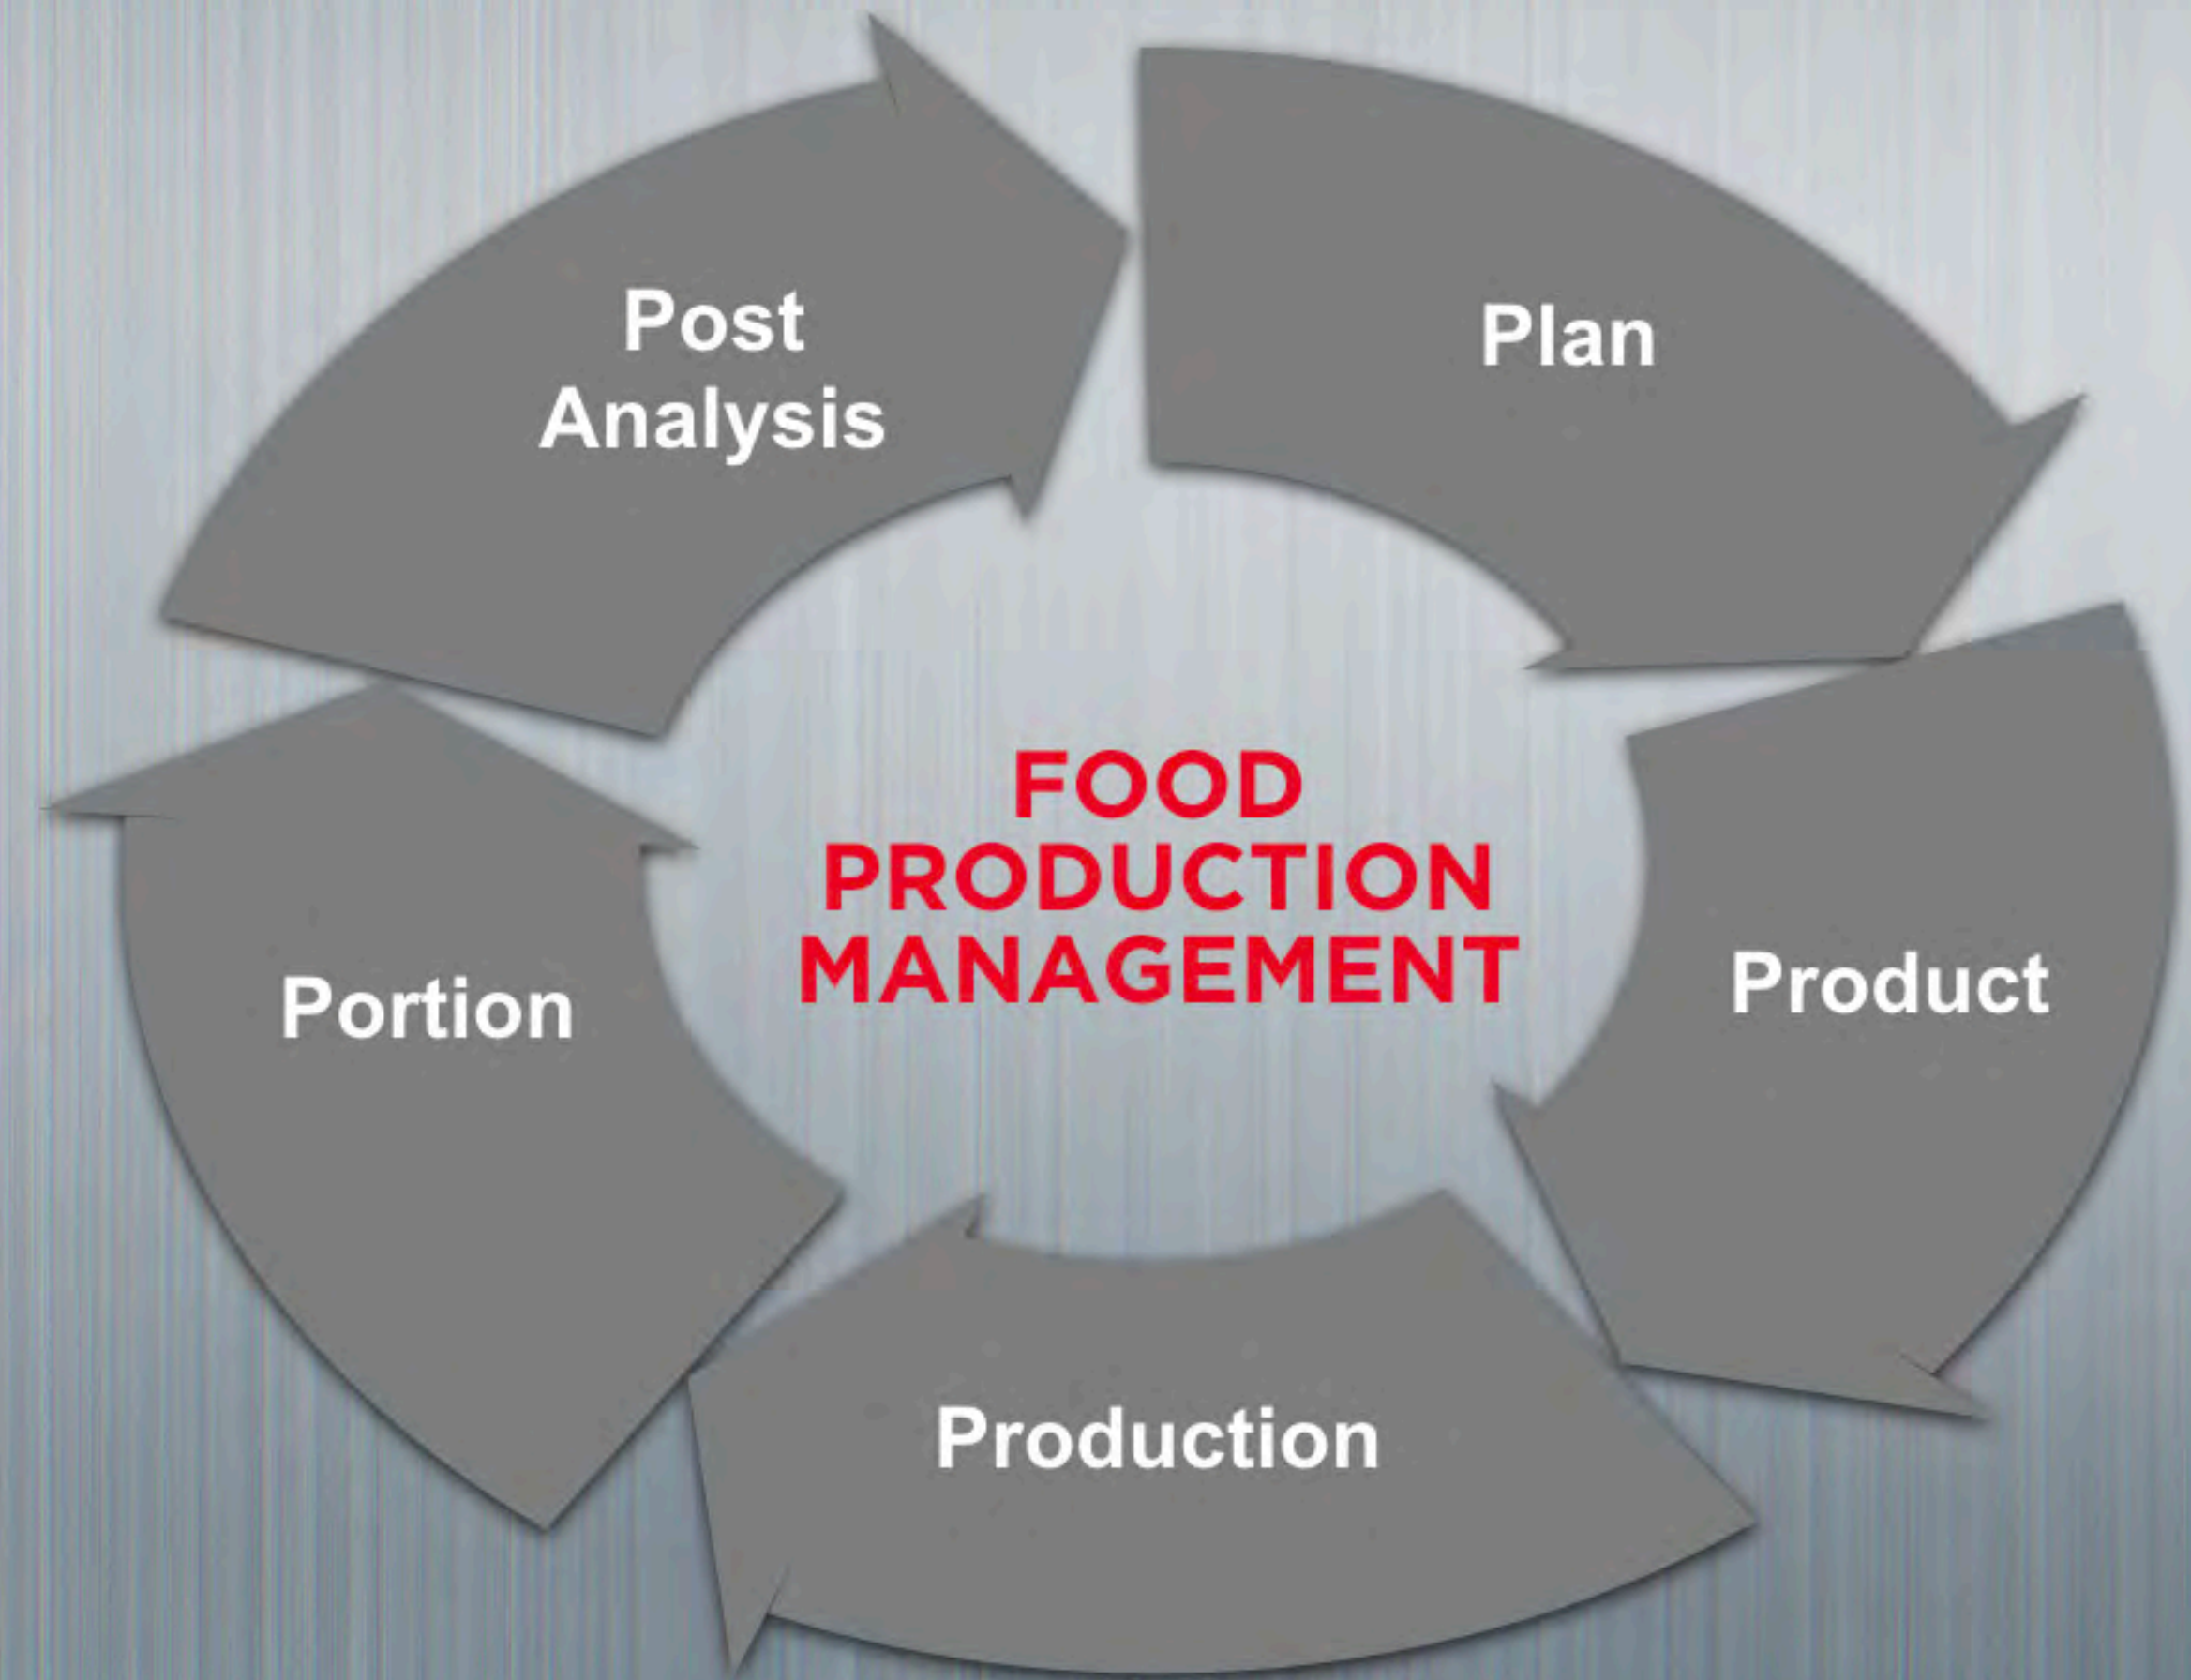 Post
Analysis
Plan
FOOD
PRODUCTION
MANAGEMENT
Portion
Product
Production